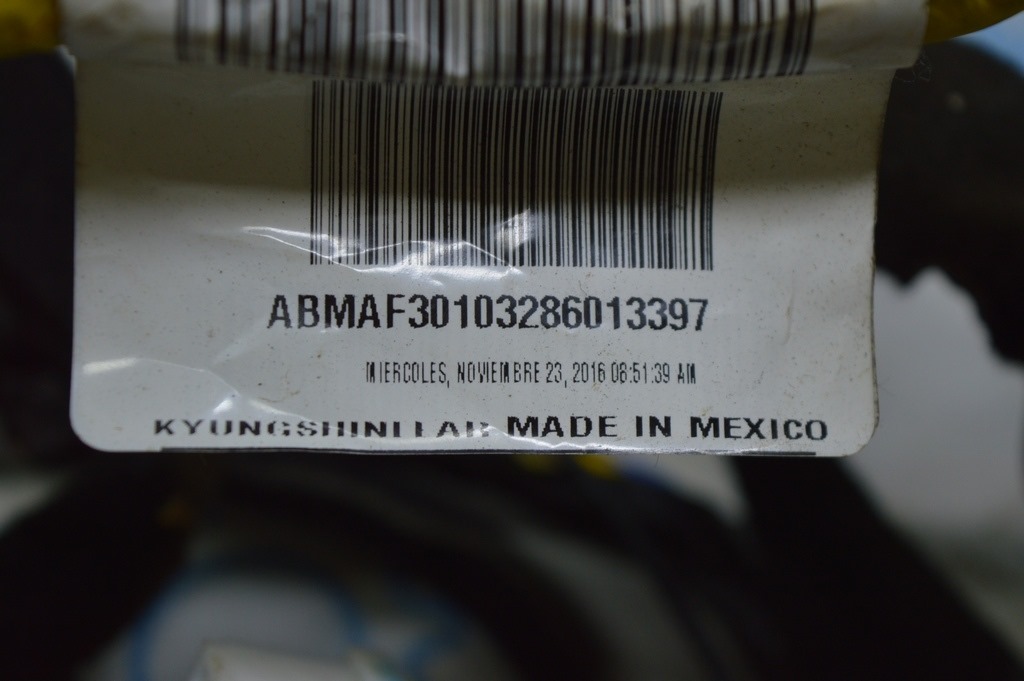 ABMAF30103286013397
MIERCOLES, NOVIEMBRE 23, 2016 08:51:39 AM
MADE IN MEXICO